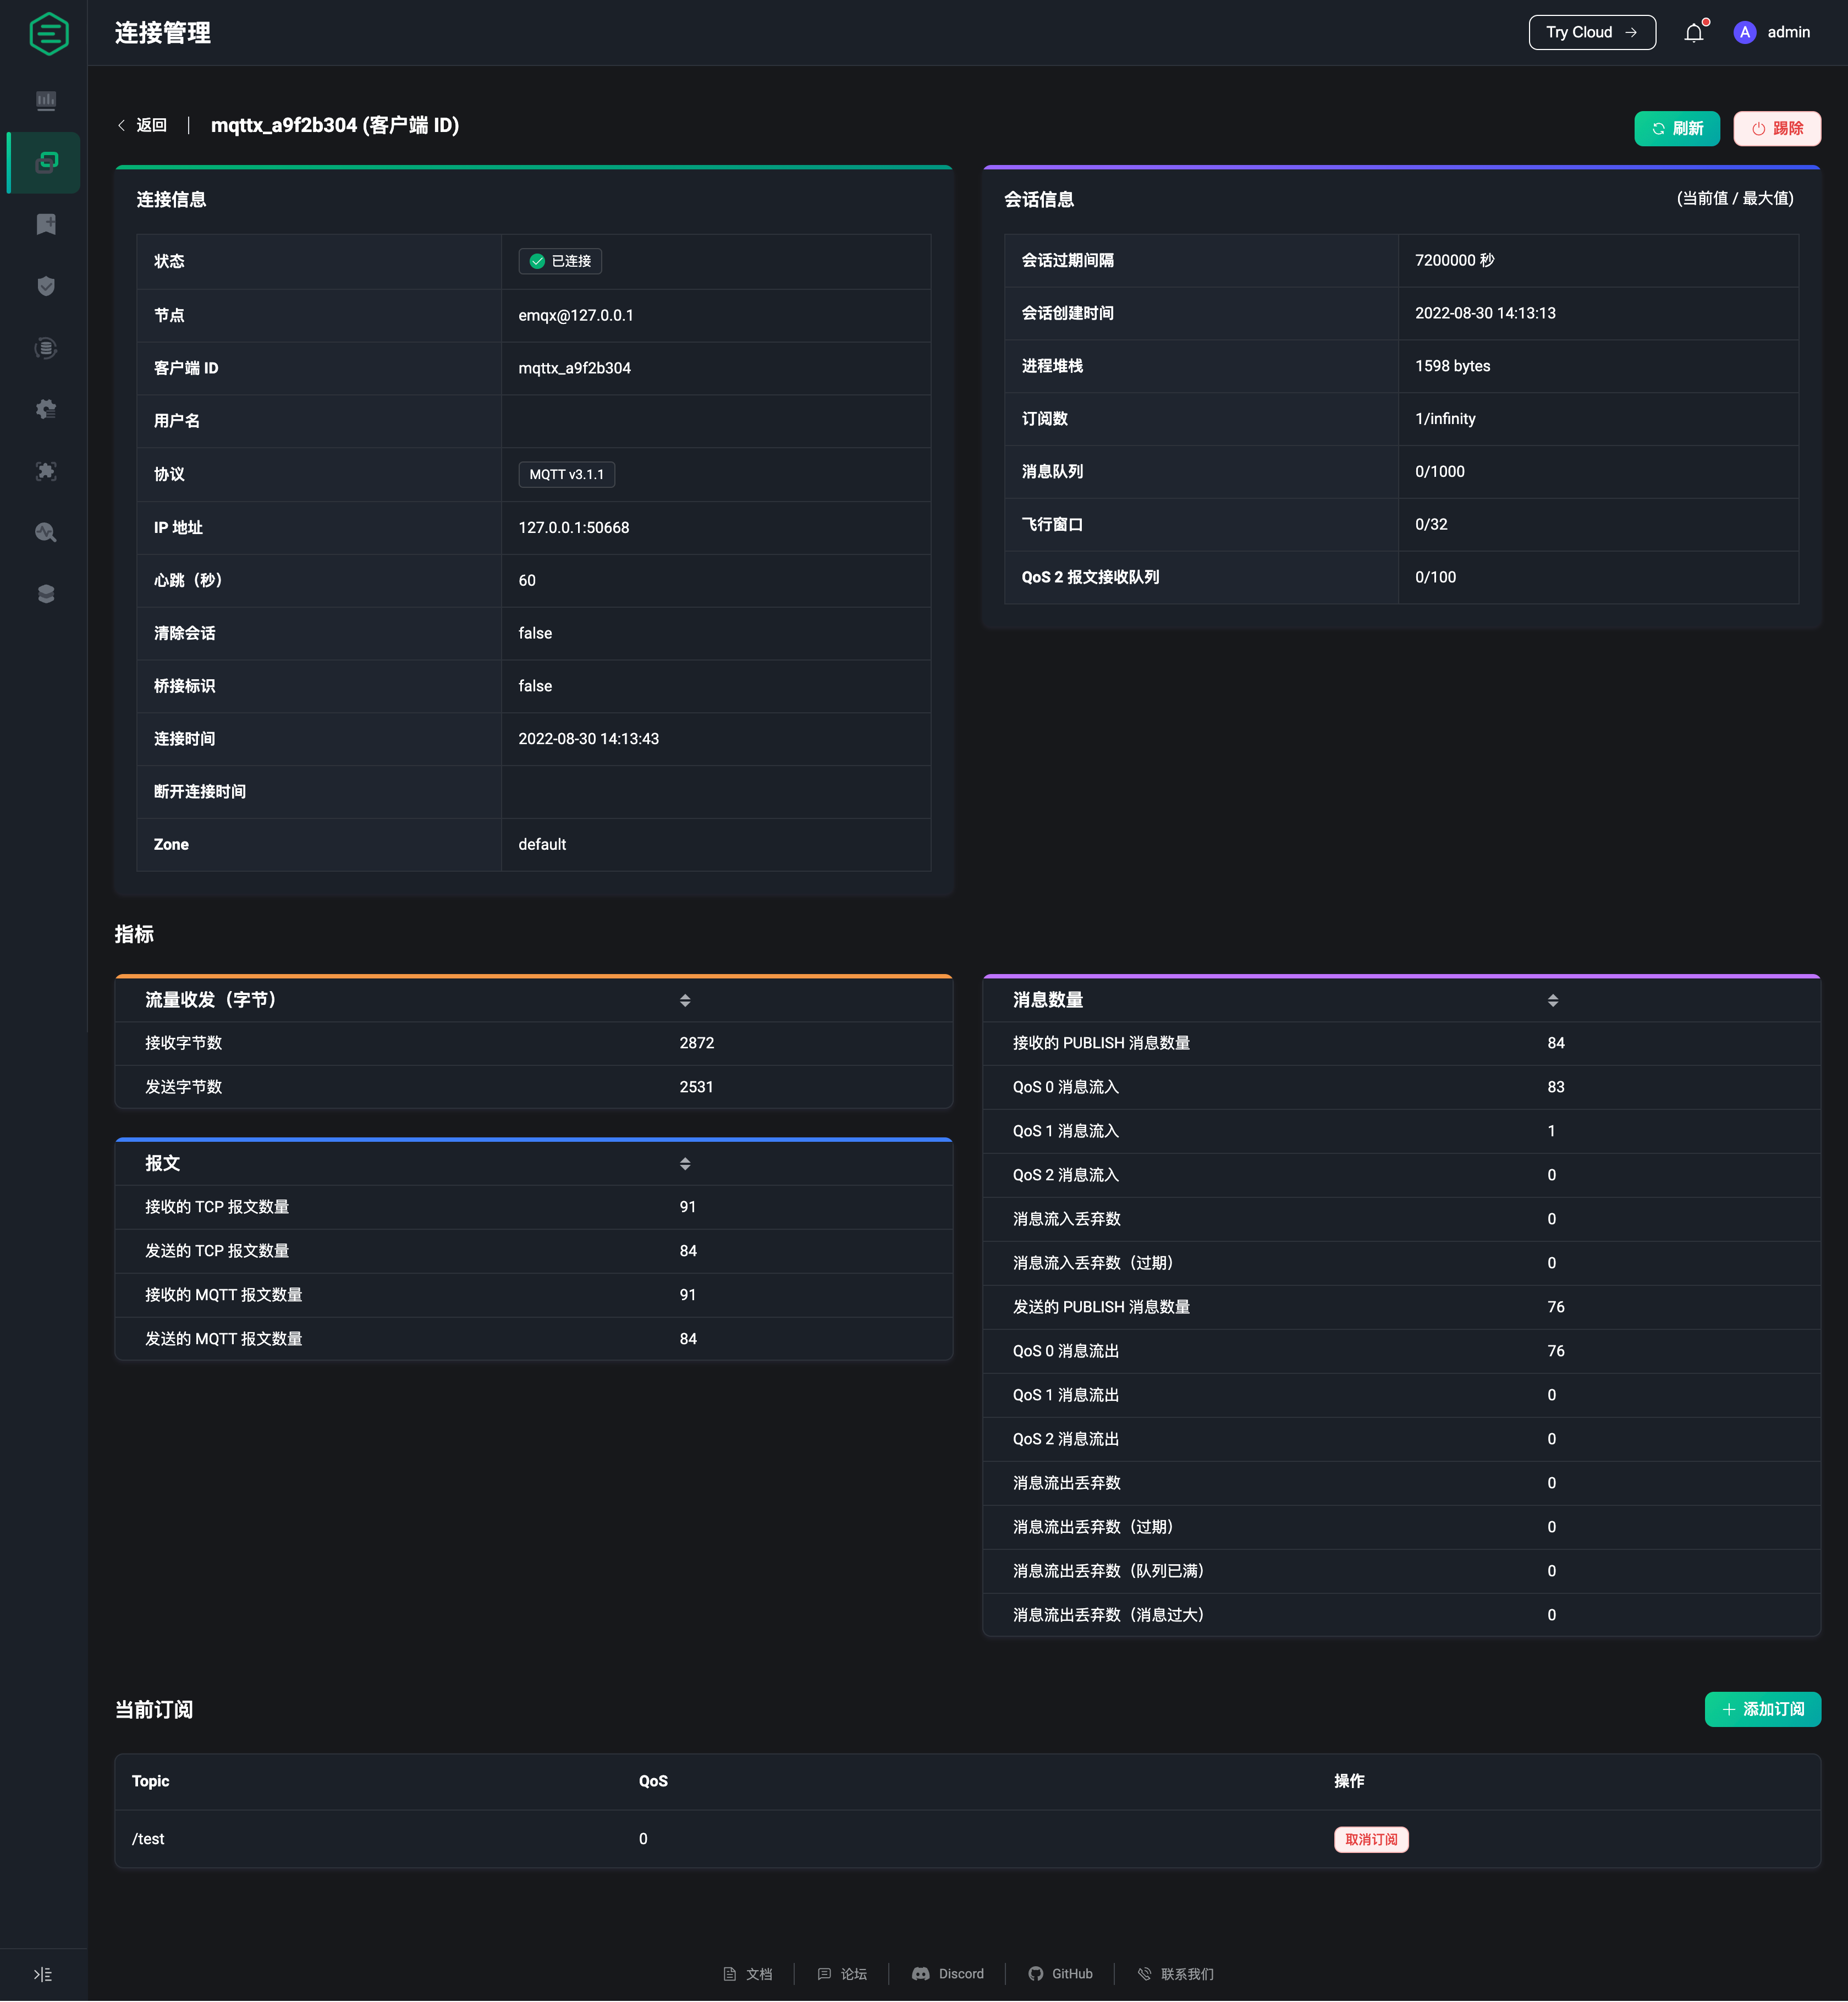 连接管理
Try Cloud →
A admin
返回
mqttx_a9f2b304 (客户端 ID)
刷新
踢除
连接信息
状态 已连接
节点 emqx@127.0.0.1
客户端 ID mqttx_a9f2b304
用户名
协议 MQTT v3.1.1
IP 地址 127.0.0.1:50668
心跳（秒） 60
清除会话 false
桥接标识 false
连接时间 2022-08-30 14:13:43
断开连接时间
Zone default
会话信息 (当前值 / 最大值)
会话过期间隔 7200000 秒
会话创建时间 2022-08-30 14:13:13
进程堆栈 1598 bytes
订阅数 1/infinity
消息队列 0/1000
飞行窗口 0/32
QoS 2 报文接收队列 0/100
指标
流量收发（字节）
接收字节数 2872
发送字节数 2531
报文
接收的 TCP 报文数量 91
发送的 TCP 报文数量 84
接收的 MQTT 报文数量 91
发送的 MQTT 报文数量 84
消息数量
接收的 PUBLISH 消息数量 84
QoS 0 消息流入 83
QoS 1 消息流入 1
QoS 2 消息流入 0
消息流入丢弃数 0
消息流入丢弃数（过期） 0
发送的 PUBLISH 消息数量 76
QoS 0 消息流出 76
QoS 1 消息流出 0
QoS 2 消息流出 0
消息流出丢弃数 0
消息流出丢弃数（过期） 0
消息流出丢弃数（队列已满） 0
消息流出丢弃数（消息过大） 0
当前订阅
+ 添加订阅
Topic QoS 操作
/test 0 取消订阅
文档 论坛 Discord GitHub 联系我们